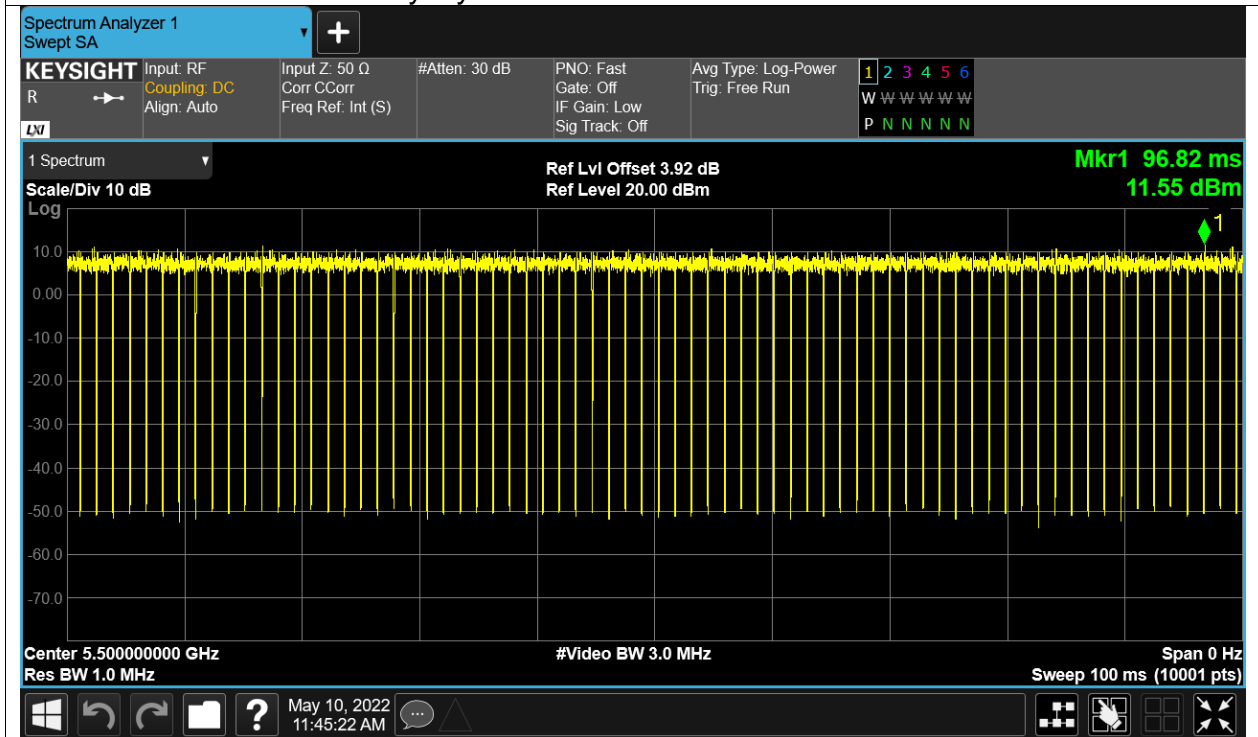 Spectrum Analyzer 1
Swept SA
+
KEYSIGHT Input: RF Input Z: 50 Ω #Atten: 30 dB PNO: Fast Avg Type: Log-Power 1 2 3 4 5 6
R Coupling: DC Corr CCorr Gate: Off Trig: Free Run W W W W W W
Align: Auto Freq Ref: Int (S) IF Gain: Low P N N N N N
LXI Sig Track: Off
1 Spectrum Ref Lvl Offset 3.92 dB Mkr1 96.82 ms
Scale/Div 10 dB Ref Level 20.00 dBm 11.55 dBm
Log
1
10.0
0.00
-10.0
-20.0
-30.0
-40.0
-50.0
-60.0
-70.0
Center 5.500000000 GHz #Video BW 3.0 MHz Span 0 Hz
Res BW 1.0 MHz Sweep 100 ms (10001 pts)
? May 10, 2022
11:45:22 AM